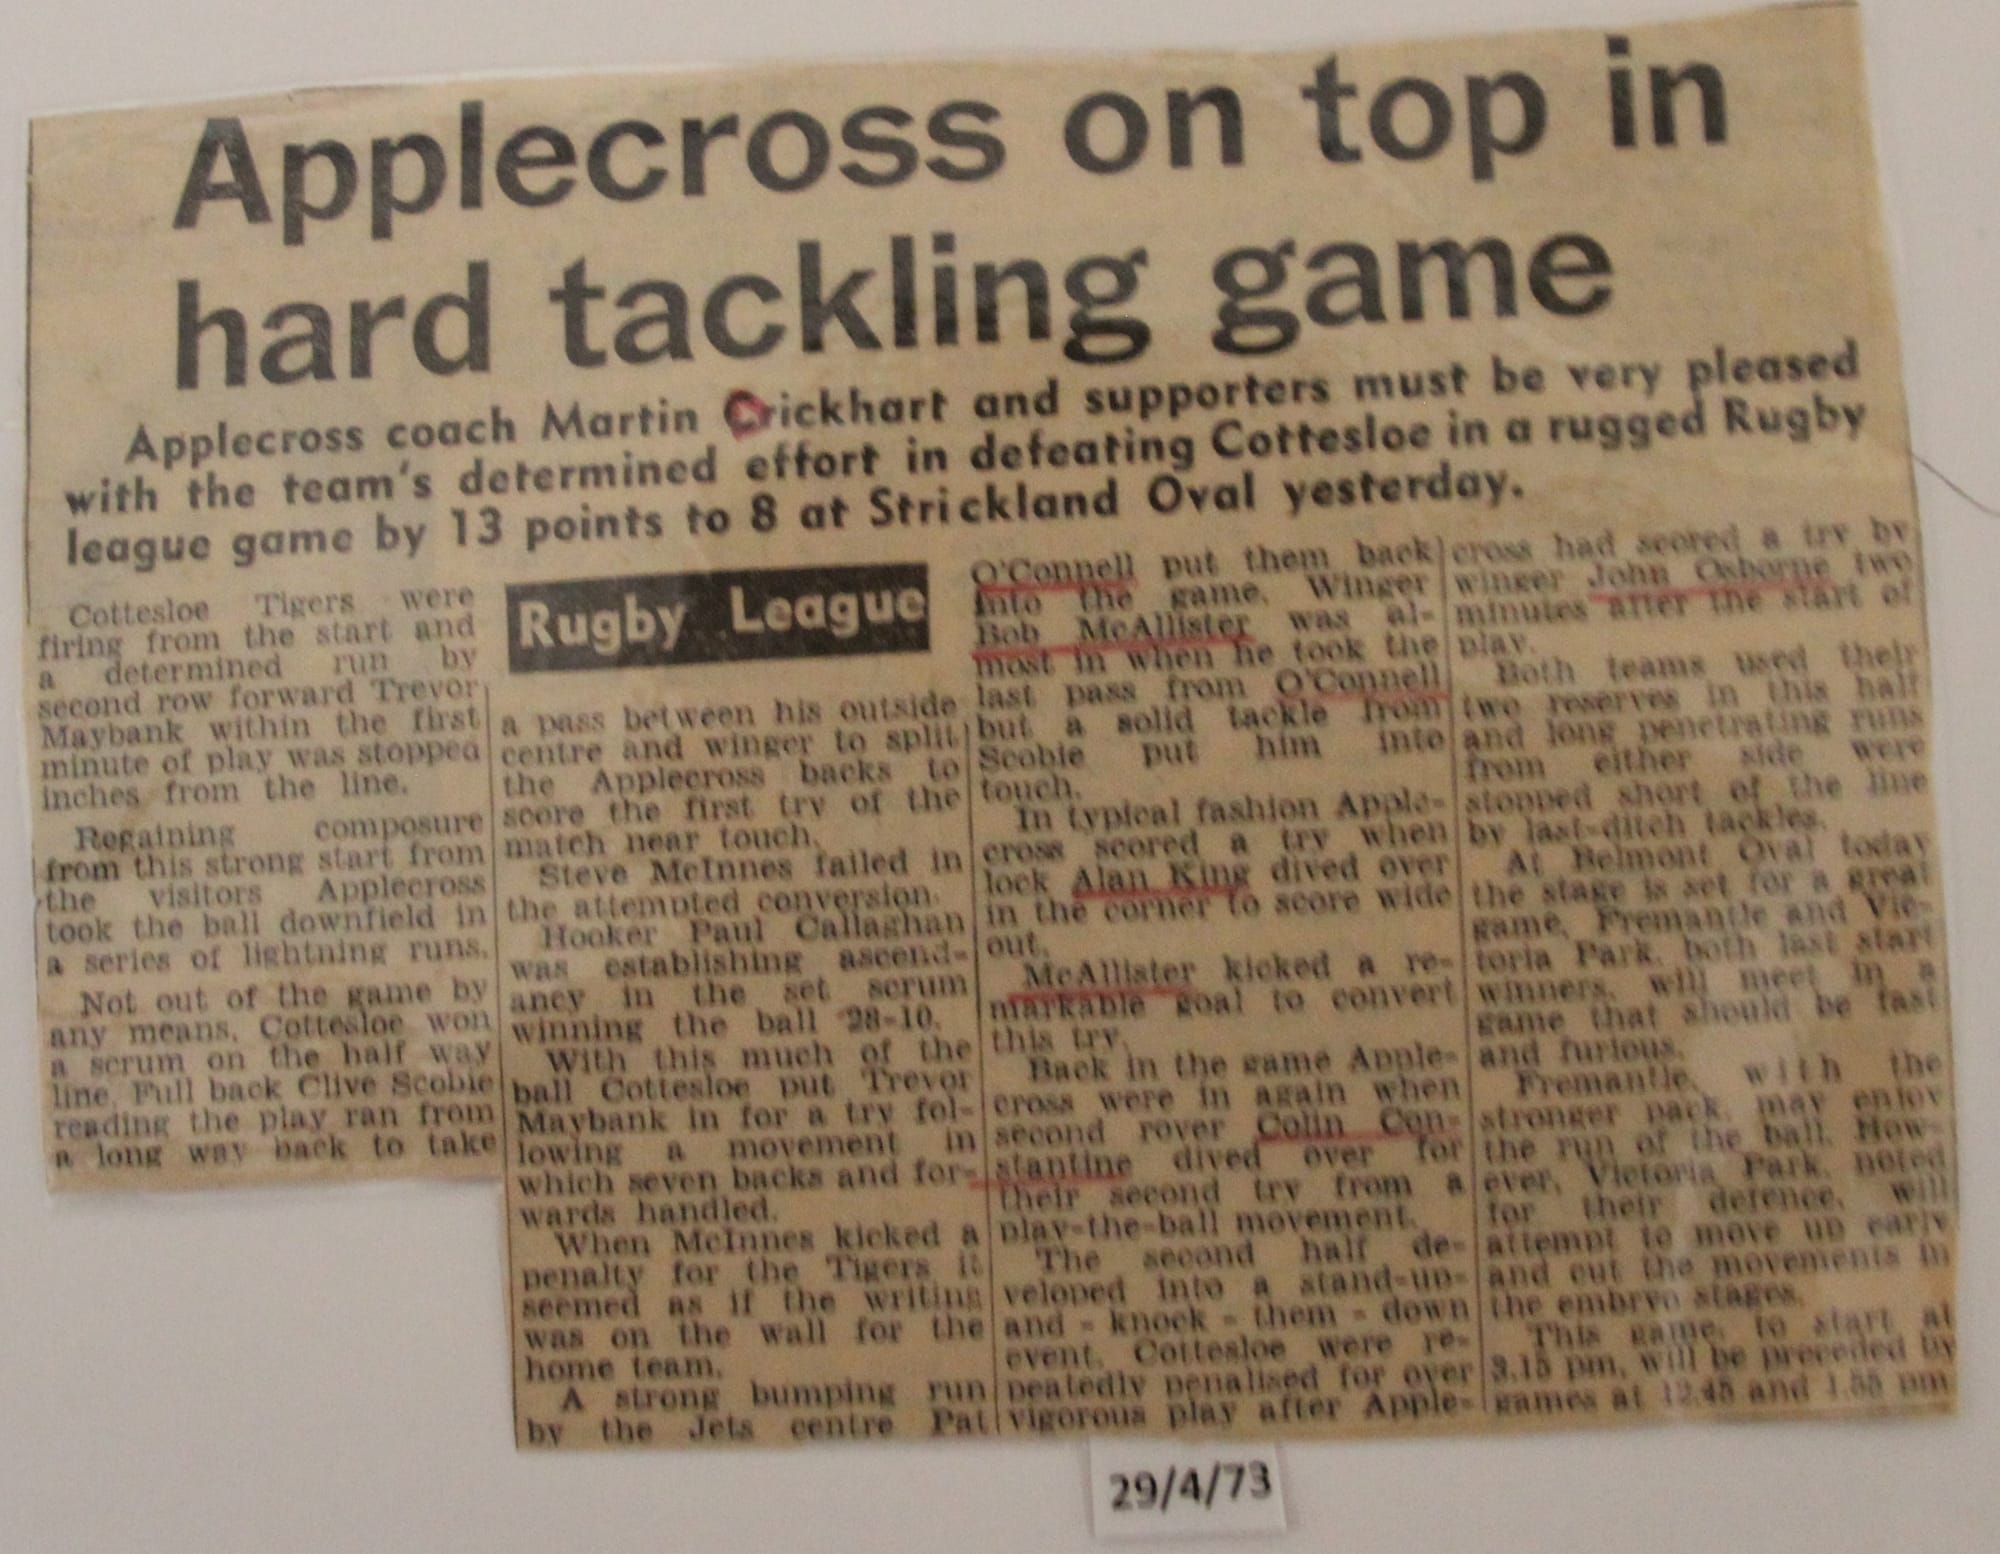 Applecross on top in
hard tackling game
Applecross coach Martin Crickhart and supporters must be very pleased
with the team's determined effort in defeating Cottesloe in a rugged Rugby
league game by 13 points to 8 at Strickland Oval yesterday.
Cottesloe Tigers were
firing from the start and
a determined run by
second row forward Trevor
Maybank within the first
minute of play was stopped
inches from the line.
Regaining composure
from this strong start from
the visitors Applecross
took the ball downfield in
a series of lightning runs.
Not out of the game by
any means, Cottesloe won
a scrum on the half way
line. Full back Clive Scobie
reading the play ran from
a long way back to take
Rugby League
a pass between his outside
centre and winger to split
the Applecross backs to
score the first try of the
match near touch.
Steve McInnes failed in
the attempted conversion.
Hooker Paul Callaghan
was establishing ascend-
ancy in the set scrum
winning the ball 28-10.
With this much of the
ball Cottesloe put Trevor
Maybank in for a try fol-
lowing a movement in
which seven backs and for-
wards handled.
When McInnes kicked a
penalty for the Tigers it
seemed as if the writing
was on the wall for the
home team.
A strong bumping run
by the Jets centre Pat
O'Connell put them back
into the game. Winger
Bob McAllister was al-
most in when he took the
last pass from O'Connell
but a solid tackle from
Scobie put him into
touch.
In typical fashion Apple-
cross scored a try when
lock Alan King dived over
in the corner to score wide
out.
McAllister kicked a re-
markable goal to convert
this try.
Back in the game Apple-
cross were in again when
second rover Colin Con-
stantine dived over for
their second try from a
play-the-ball movement.
The second half de-
veloped into a stand-up-
and - knock - them - down
event. Cottesloe were re-
peatedly penalised for over
vigorous play after Apple-
cross had scored a try by
winger John Osborne two
minutes after the start of
play.
Both teams used their
two reserves in this half
and long penetrating runs
from either side were
stopped short of the line
by last-ditch tackles.
At Belmont Oval today
the stage is set for a great
game. Fremantle and Vic-
toria Park, both last start
winners, will meet in a
game that should be fast
and furious.
Fremantle, with the
stronger pack, may enjoy
the run of the ball. How-
ever, Victoria Park, noted
for their defence, will
attempt to move up early
and cut the movements in
the embryo stages.
This game, to start at
3.15 pm, will be preceded by
games at 12.45 and 1.55 pm
29/4/73